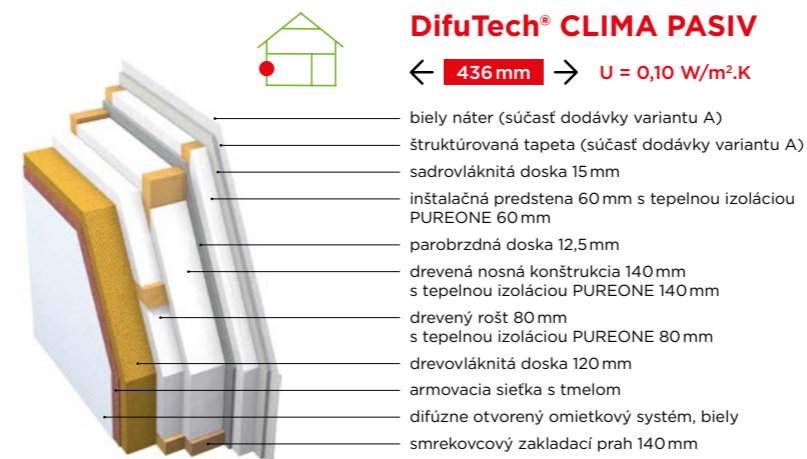 DifuTech® CLIMA PASIV
436 mm U = 0,10 W/m².K
biely náter (súčasť dodávky variantu A)
štruktúrovaná tapeta (súčasť dodávky variantu A)
sadrovláknitá doska 15 mm
inštalačná predstena 60 mm s tepelnou izoláciou
PUREONE 60 mm
parobrzdná doska 12,5 mm
drevená nosná konštrukcia 140 mm
s tepelnou izoláciou PUREONE 140 mm
drevený rošt 80 mm
s tepelnou izoláciou PUREONE 80 mm
drevovláknitá doska 120 mm
armovacia sieťka s tmelom
difúzne otvorený omietkový systém, biely
smrekovcový zakladací prah 140 mm